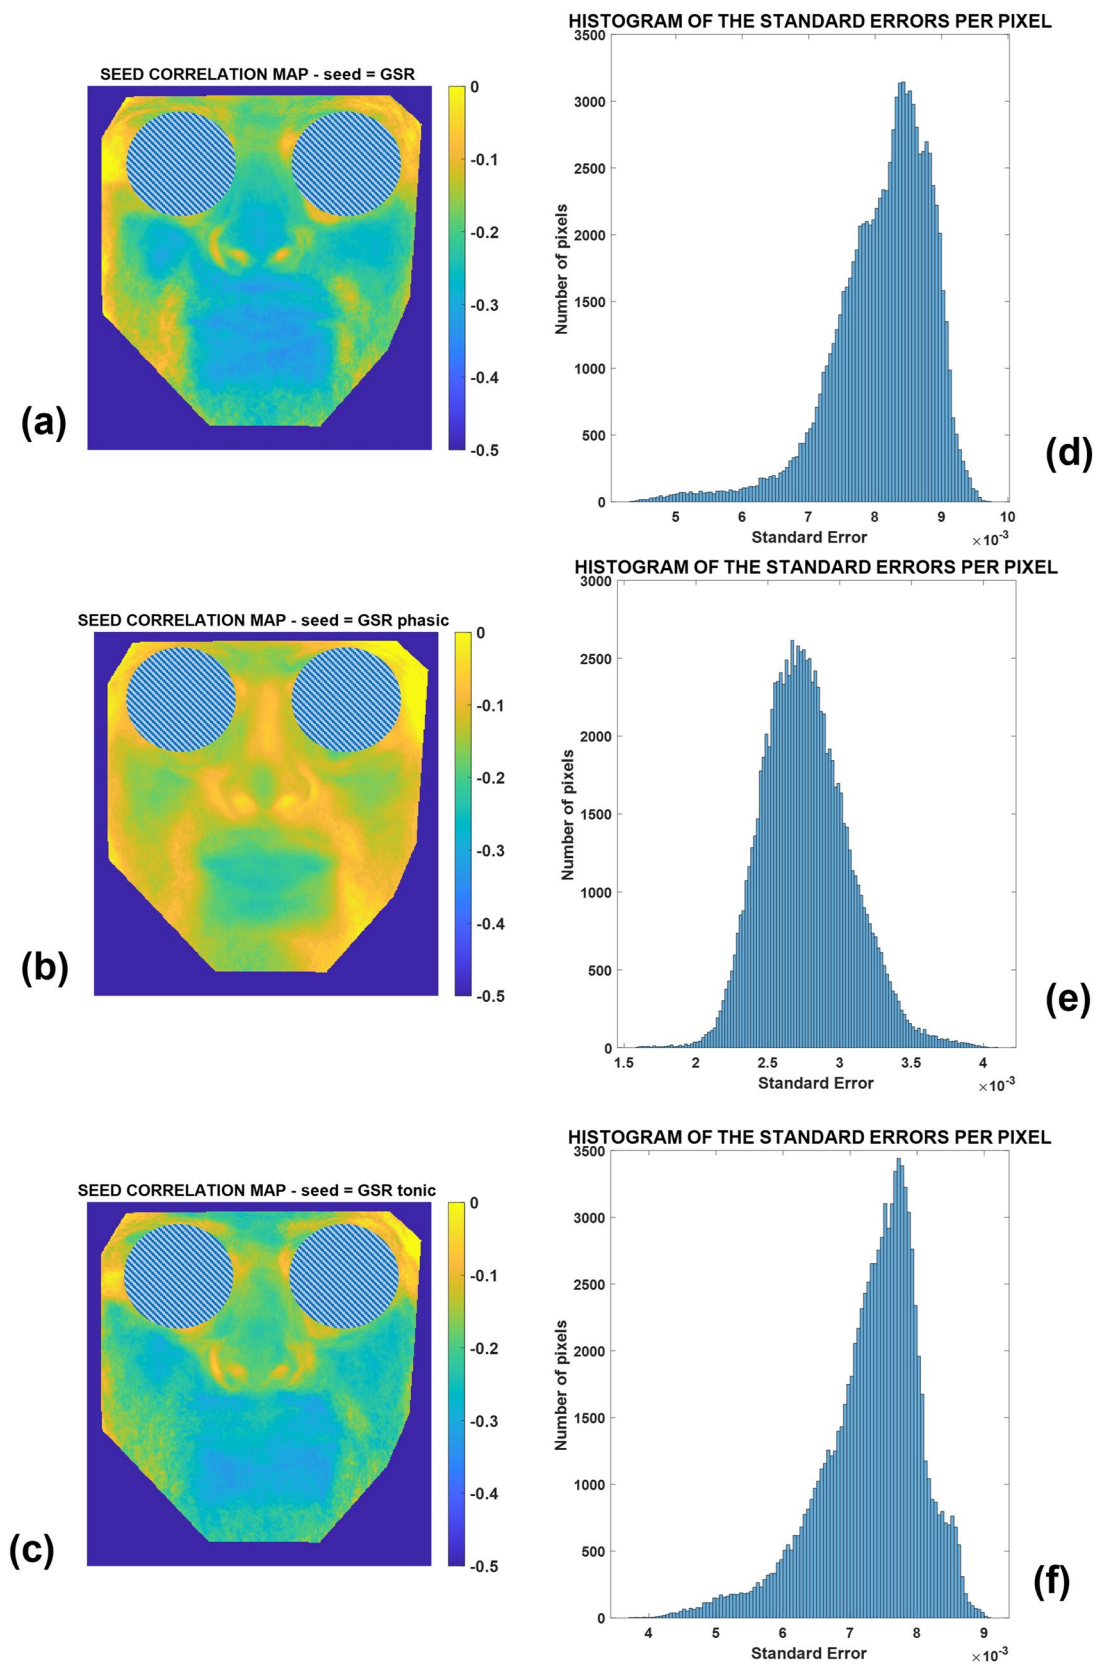 SEED CORRELATION MAP - seed = GSR
0
-0.1
-0.2
-0.3
-0.4
-0.5
(a)
HISTOGRAM OF THE STANDARD ERRORS PER PIXEL
3500
3000
2500
2000
1500
1000
500
0
Number of pixels
5 6 7 8 9 10
Standard Error
×10⁻³
(d)
SEED CORRELATION MAP - seed = GSR phasic
0
-0.1
-0.2
-0.3
-0.4
-0.5
(b)
HISTOGRAM OF THE STANDARD ERRORS PER PIXEL
3000
2500
2000
1500
1000
500
0
Number of pixels
1.5 2 2.5 3 3.5 4
Standard Error
×10⁻³
(e)
SEED CORRELATION MAP - seed = GSR tonic
0
-0.1
-0.2
-0.3
-0.4
-0.5
(c)
HISTOGRAM OF THE STANDARD ERRORS PER PIXEL
3500
3000
2500
2000
1500
1000
500
0
Number of pixels
4 5 6 7 8 9
Standard Error
×10⁻³
(f)